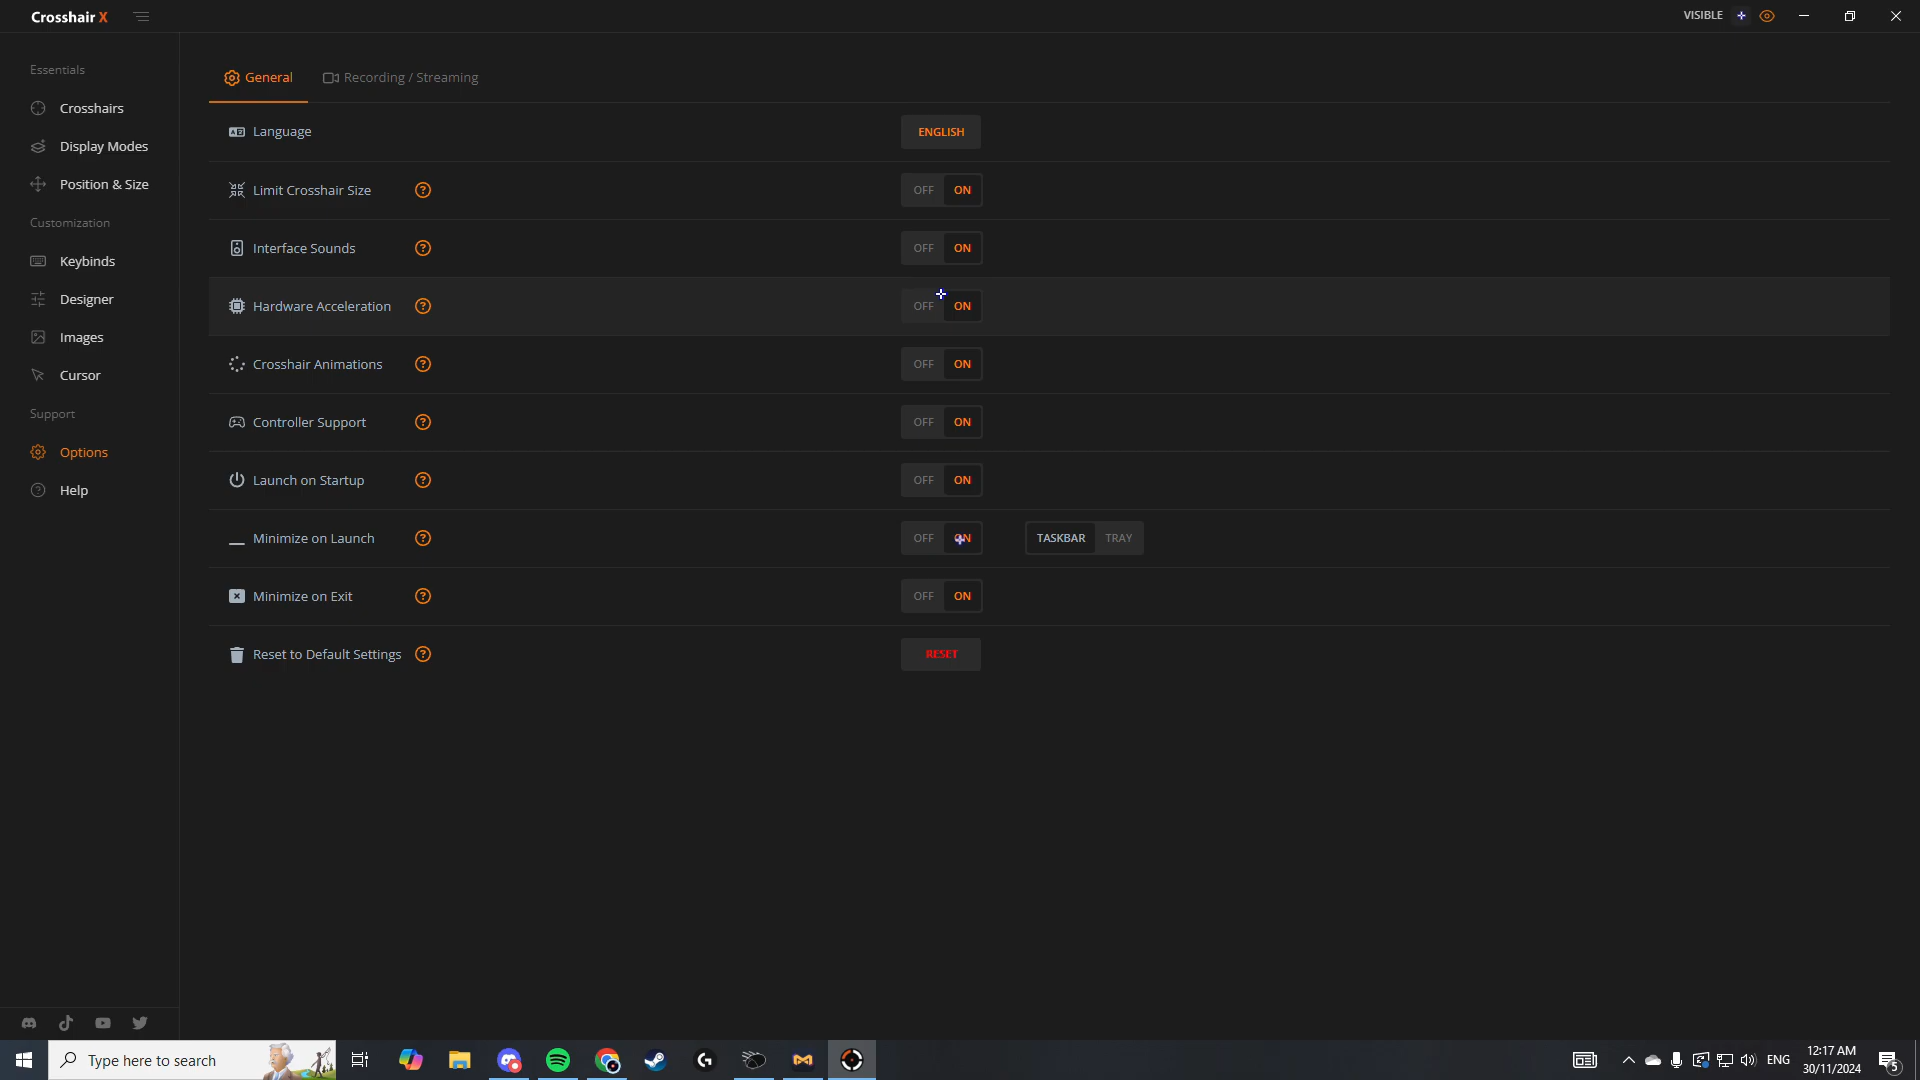 Crosshair X
VISIBLE
Essentials
Crosshairs
Display Modes
Position & Size
Customization
Keybinds
Designer
Images
Cursor
Support
Options
Help
General
Recording / Streaming
Language
ENGLISH
Limit Crosshair Size
OFF ON
Interface Sounds
OFF ON
Hardware Acceleration
OFF ON
Crosshair Animations
OFF ON
Controller Support
OFF ON
Launch on Startup
OFF ON
Minimize on Launch
OFF ON TASKBAR TRAY
Minimize on Exit
OFF ON
Reset to Default Settings
RESET
Type here to search
ENG
12:17 AM
30/11/2024
5